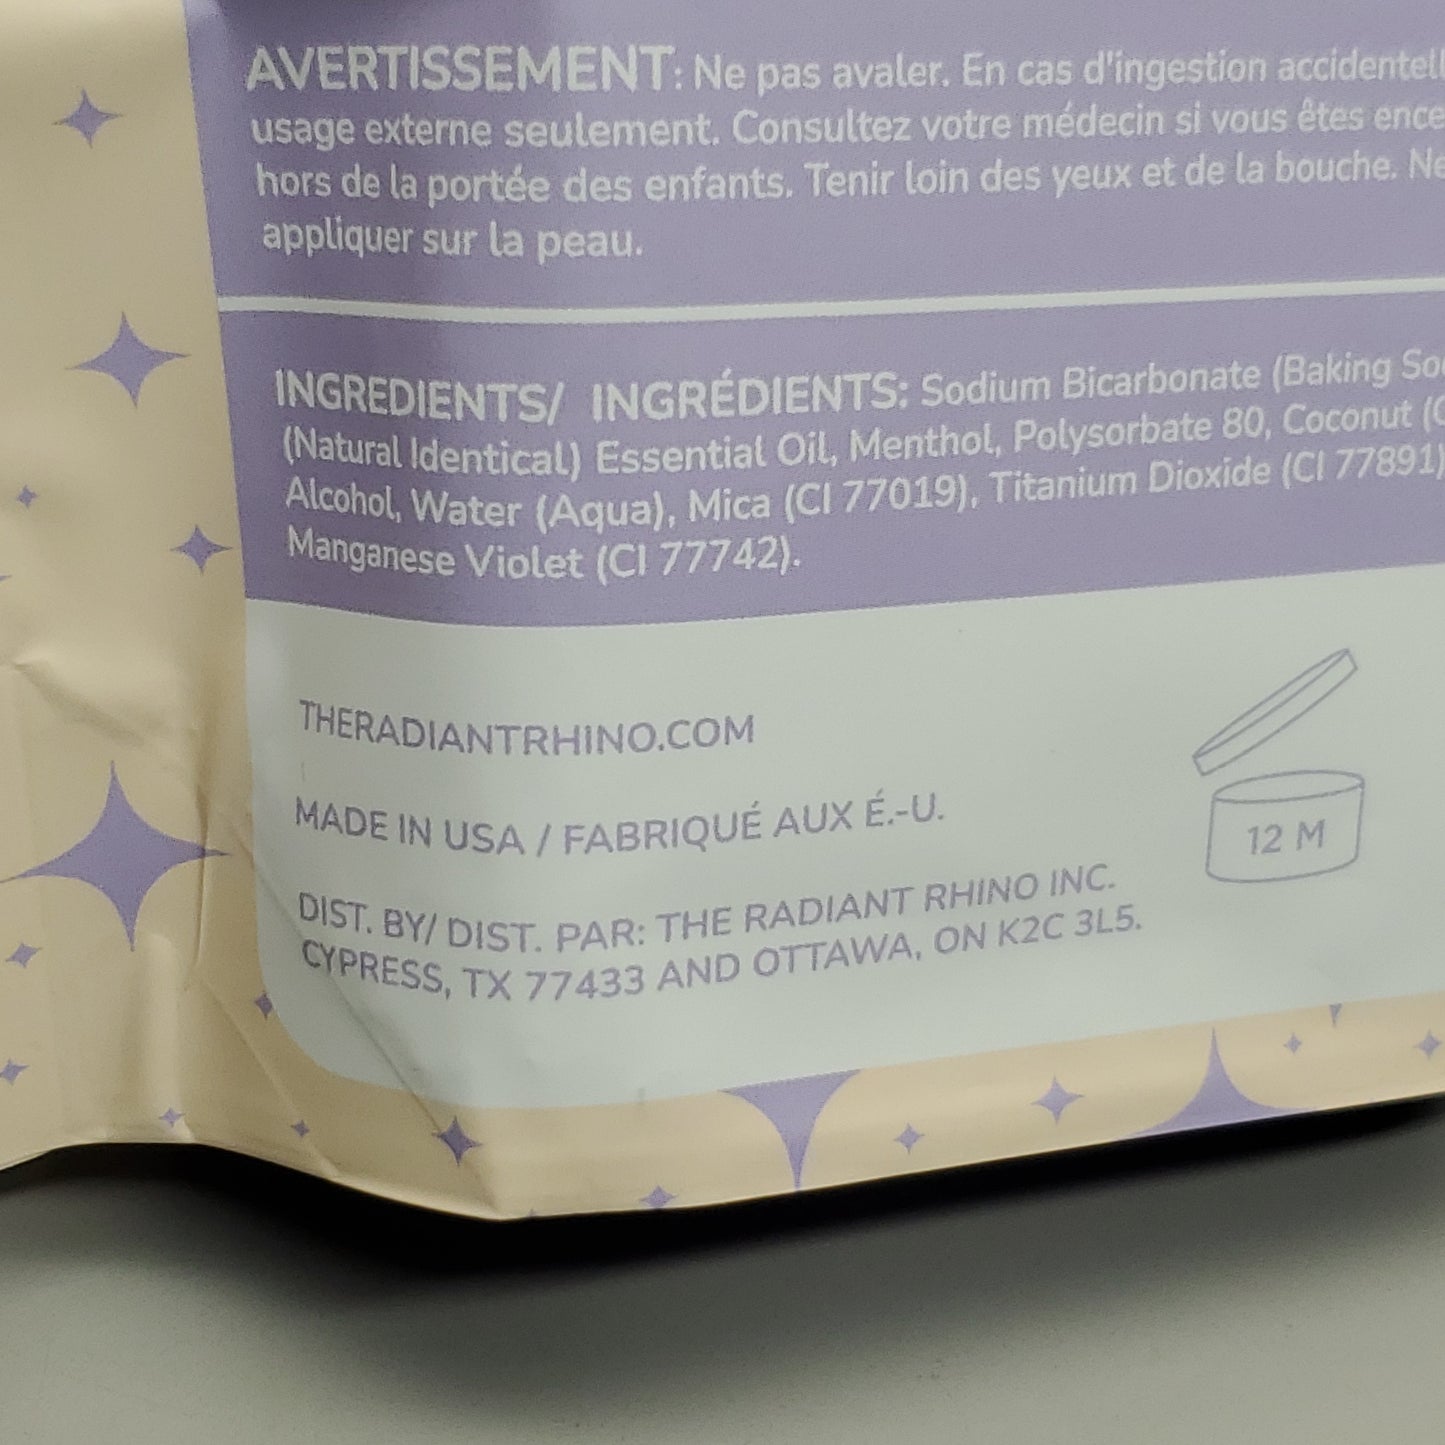 AVERTISSEMENT: Ne pas avaler. En cas d'ingestion
usage externe seulement. Consultez votre médecin si vous êtes
hors de la portée des enfants. Tenir loin des yeux et de la bouche.
appliquer sur la peau.
INGREDIENTS/ INGRÉDIENTS: Sodium Bicarbonate (Baking
(Natural Identical) Essential Oil, Menthol, Polysorbate 80, Coconut
Alcohol, Water (Aqua), Mica (CI 77019), Titanium Dioxide (CI 77891)
Manganese Violet (CI 77742).
THERADIANTRHINO.COM
MADE IN USA / FABRIQUÉ AUX É.-U.
12 M
DIST. BY/ DIST. PAR: THE RADIANT RHINO INC.
CYPRESS, TX 77433 AND OTTAWA, ON K2C 3L5.